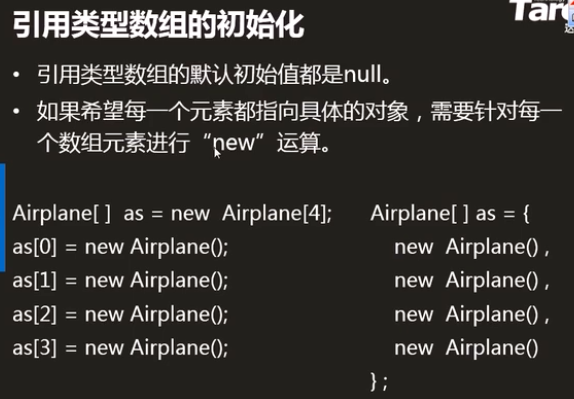 引用类型数组的初始化
• 引用类型数组的默认初始值都是null。
• 如果希望每一个元素都指向具体的对象，需要针对每一
个数组元素进行“new”运算。
Airplane[ ] as = new Airplane[4];
as[0] = new Airplane();
as[1] = new Airplane();
as[2] = new Airplane();
as[3] = new Airplane();
Airplane[ ] as = {
new Airplane() ,
new Airplane() ,
new Airplane() ,
new Airplane()
} ;